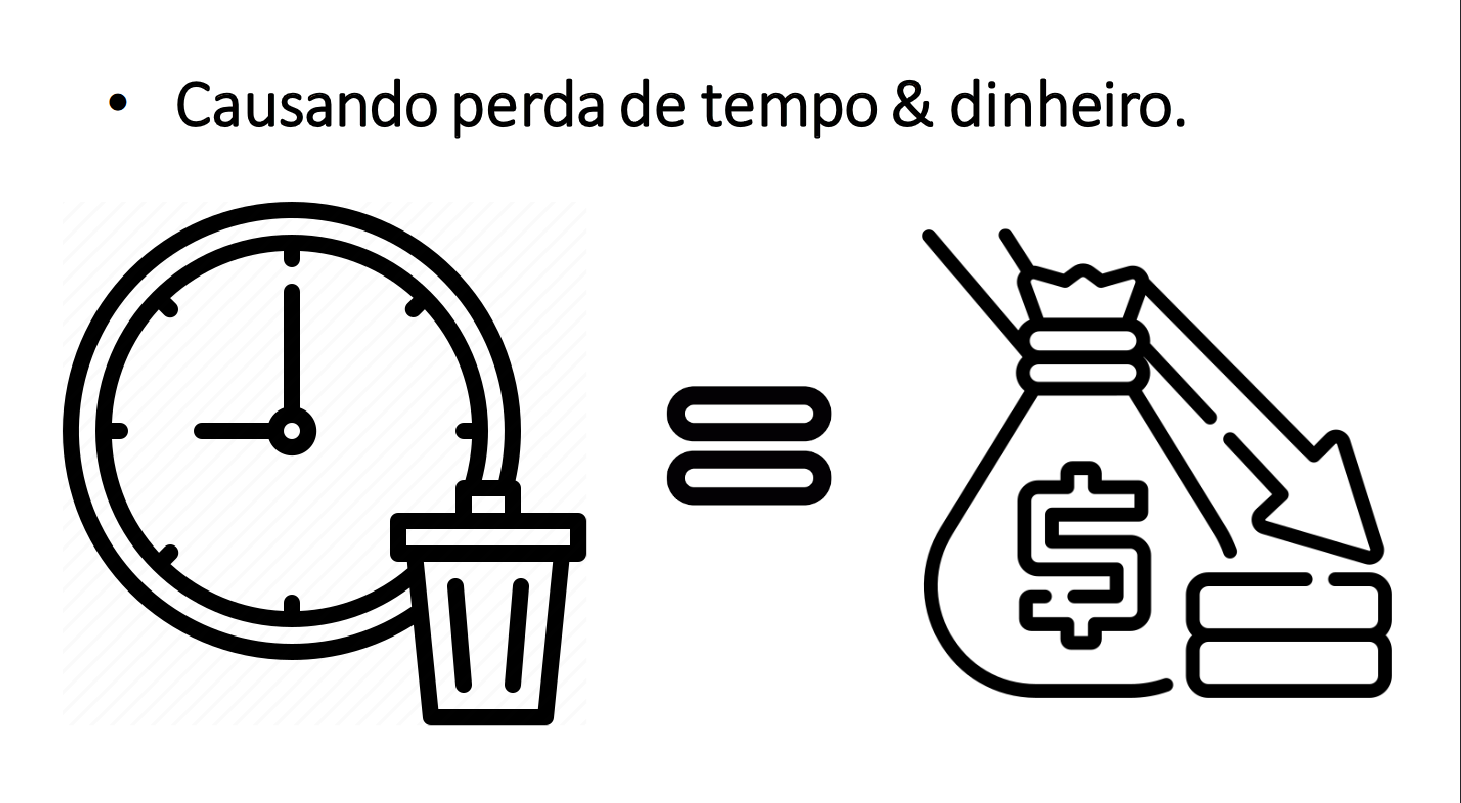 • Causando perda de tempo & dinheiro.
$